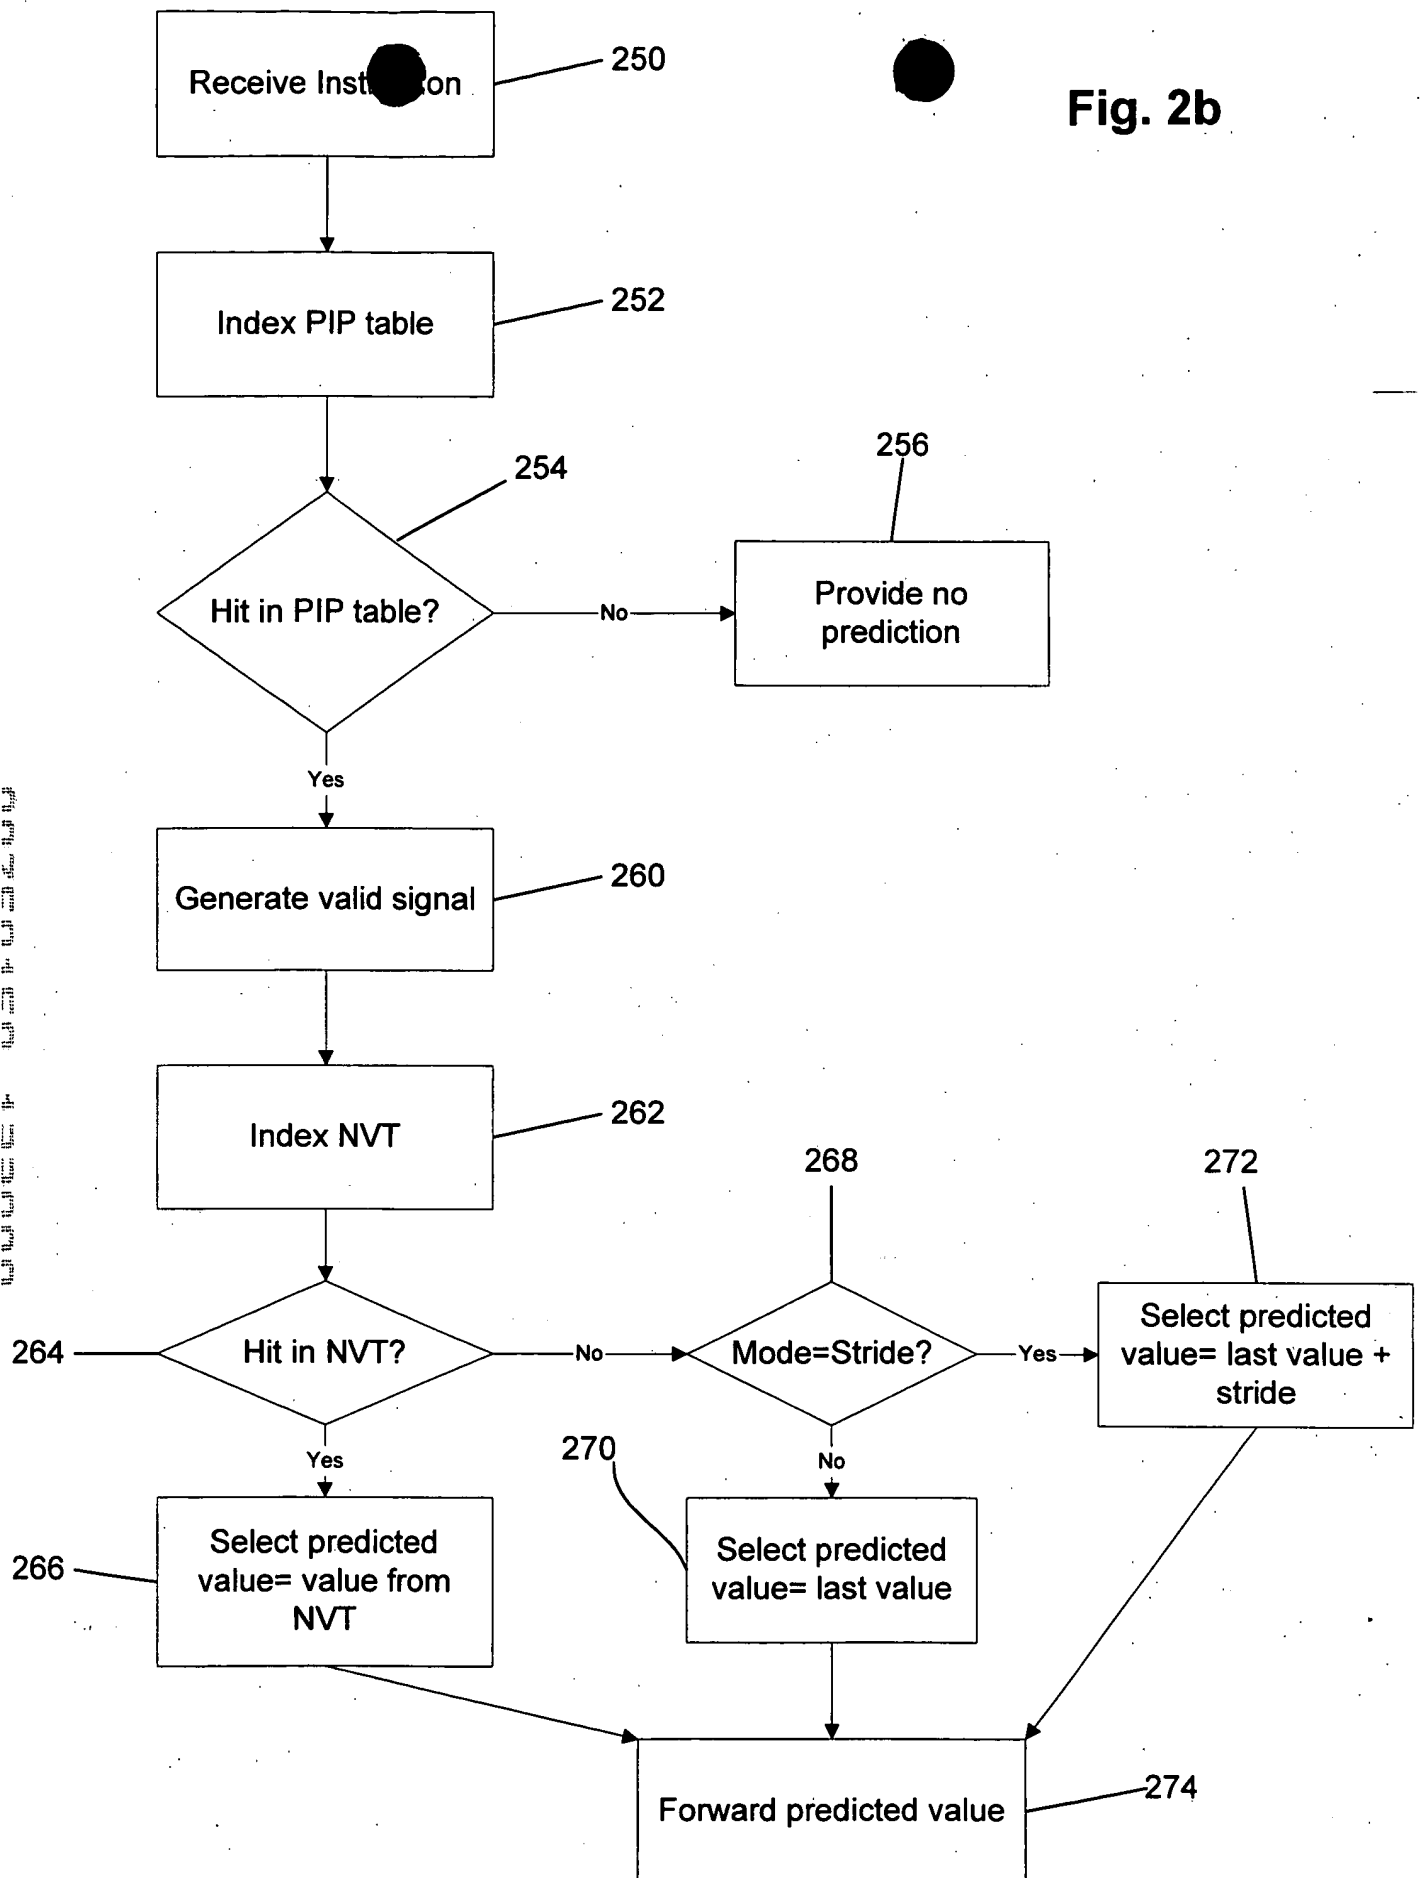 250
Fig. 2b
Receive
252
Index PIP table
254
256
Hit in PIP table?
No
Provide no
prediction
Yes
260
Generate valid signal
262
Index NVT
268
272
264
Hit in NVT?
No
Mode=Stride?
Yes
Select predicted
value= last value +
stride
Yes
270
No
266
Select predicted
value= value from
NVT
Select predicted
value= last value
274
Forward predicted value